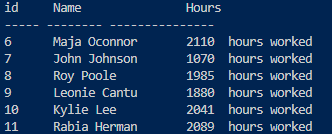 id     Name               Hours
----- -------- ---------------
6      Maja Oconnor       2110  hours worked
7      John Johnson       1070  hours worked
8      Roy Poole          1985  hours worked
9      Leonie Cantu       1880  hours worked
10     Kylie Lee          2041  hours worked
11     Rabia Herman       2089  hours worked